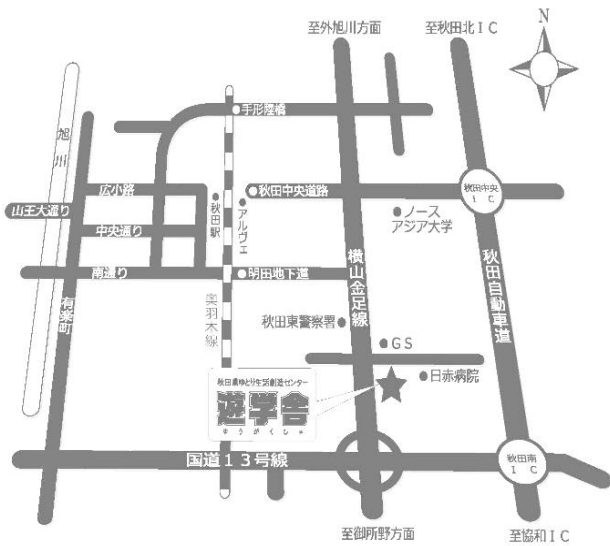 至外旭川方面
至秋田北IC
N
手形陸橋
旭川
広小路
秋田中央道路
秋田中央
IC
山王大通り
秋田駅
アルヴェ
ノース
アジア大学
中央通り
横山金足線
秋田自動車道
南通り
明田地下道
有楽町
奥羽本線
秋田東警察署
GS
日赤病院
秋田県ゆとり生活創造センター
遊学舎
ゆうがくしゃ
国道13号線
秋田南
IC
至御所野方面
至協和IC